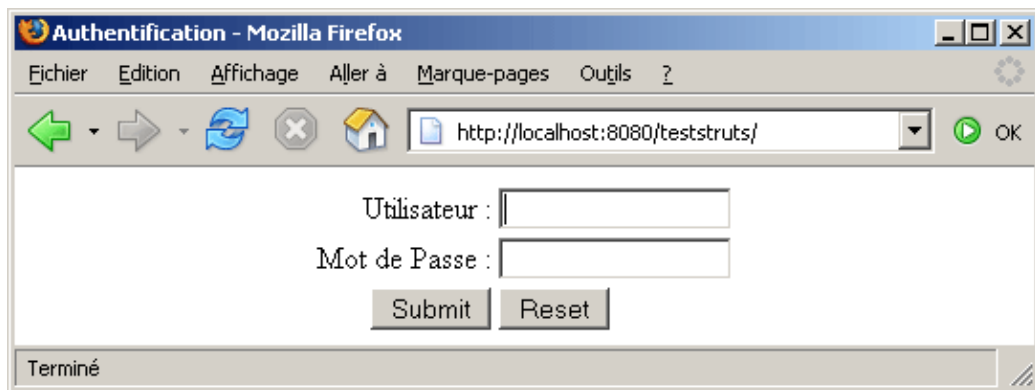 Authentification - Mozilla Firefox
Fichier Edition Affichage Aller à Marque-pages Outils ?
http://localhost:8080/teststruts/ OK
Utilisateur :
Mot de Passe :
Submit Reset
Terminé